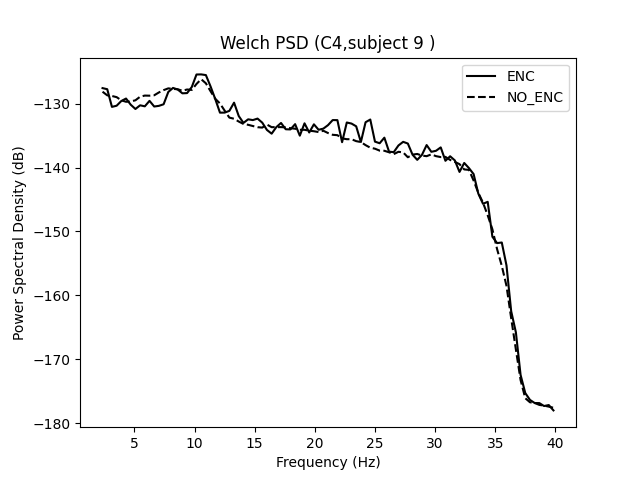 Welch PSD (C4,subject 9 )
ENC
NO_ENC
−130
−140
−150
−160
−170
−180
Power Spectral Density (dB)
5 10 15 20 25 30 35 40
Frequency (Hz)